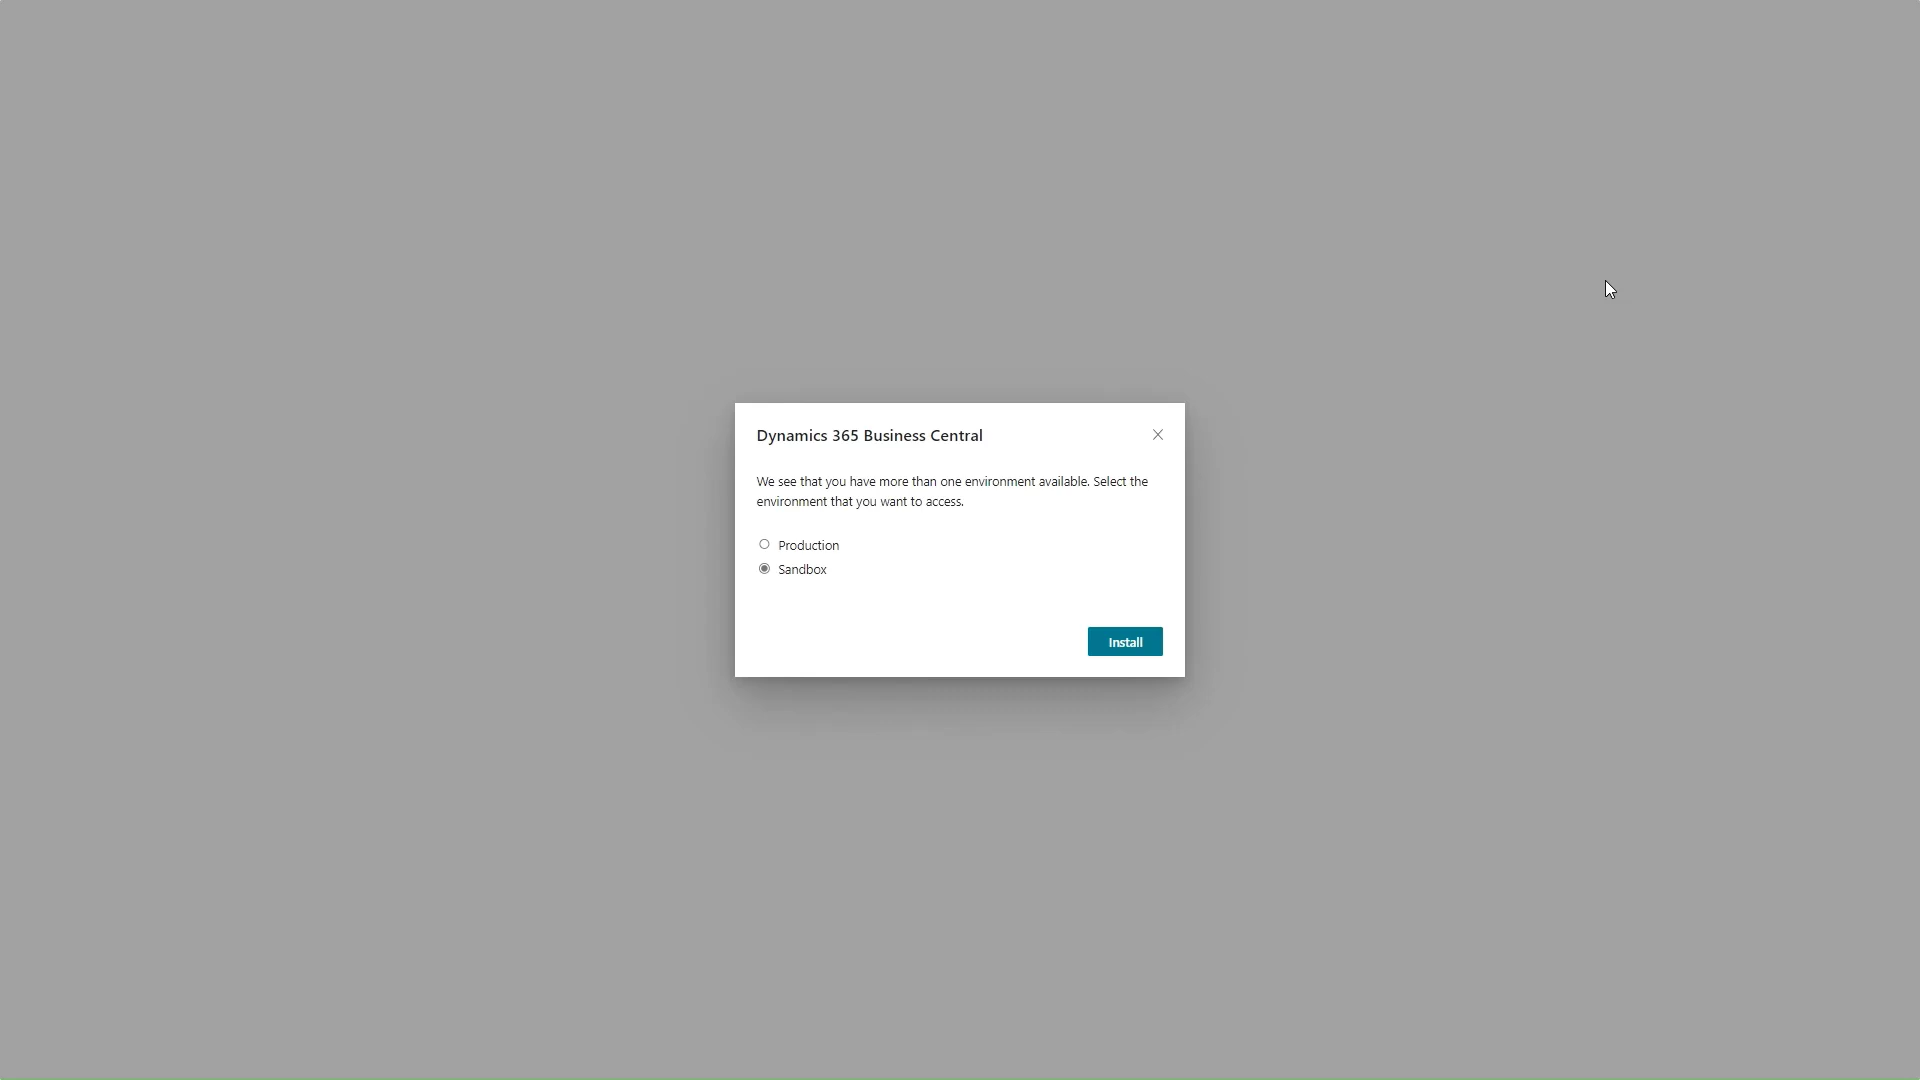 Dynamics 365 Business Central
We see that you have more than one environment available. Select the
environment that you want to access.
Production
Sandbox
Install